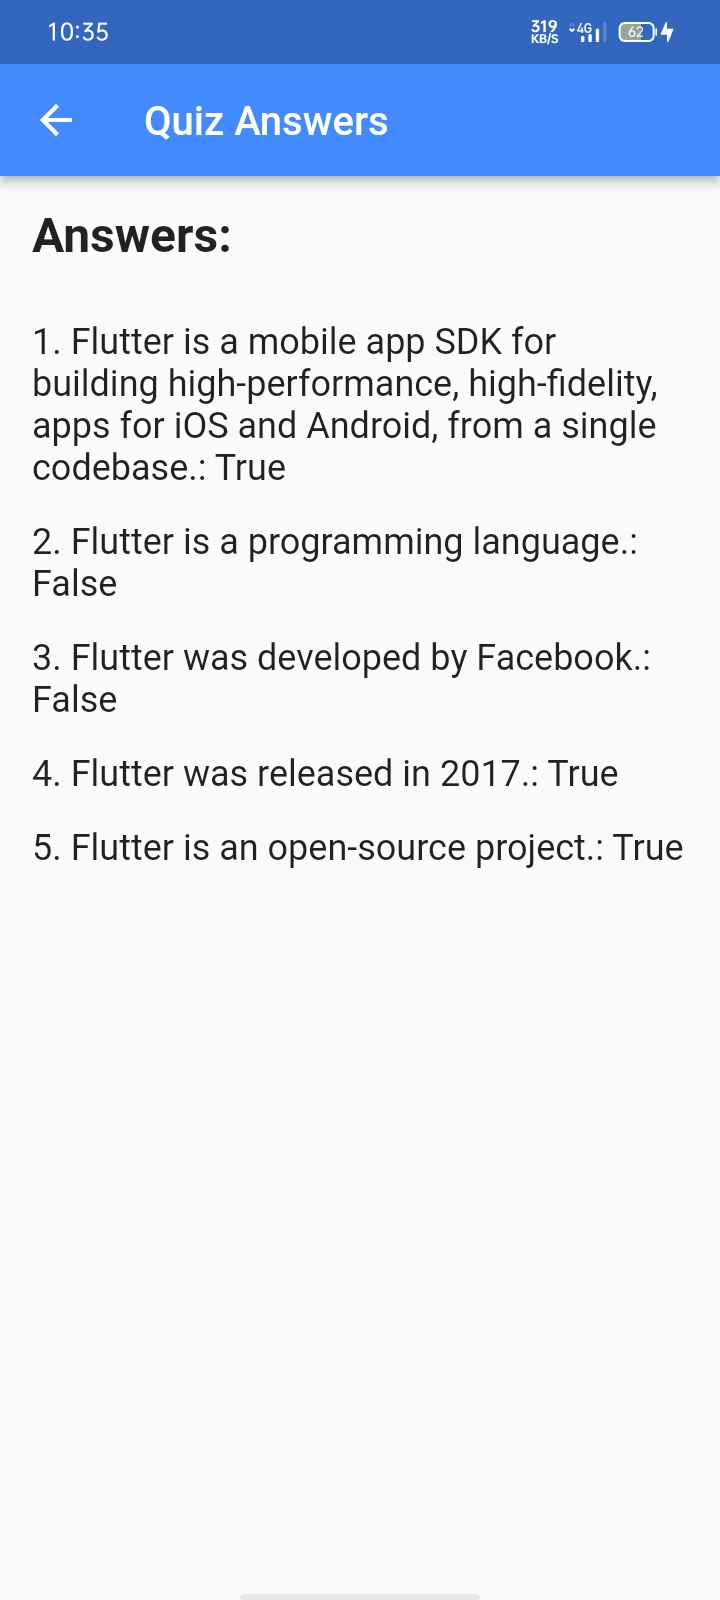 10:35
319
KB/S
4G
62
Quiz Answers
Answers:
1. Flutter is a mobile app SDK for
building high-performance, high-fidelity,
apps for iOS and Android, from a single
codebase.: True
2. Flutter is a programming language.:
False
3. Flutter was developed by Facebook.:
False
4. Flutter was released in 2017.: True
5. Flutter is an open-source project.: True